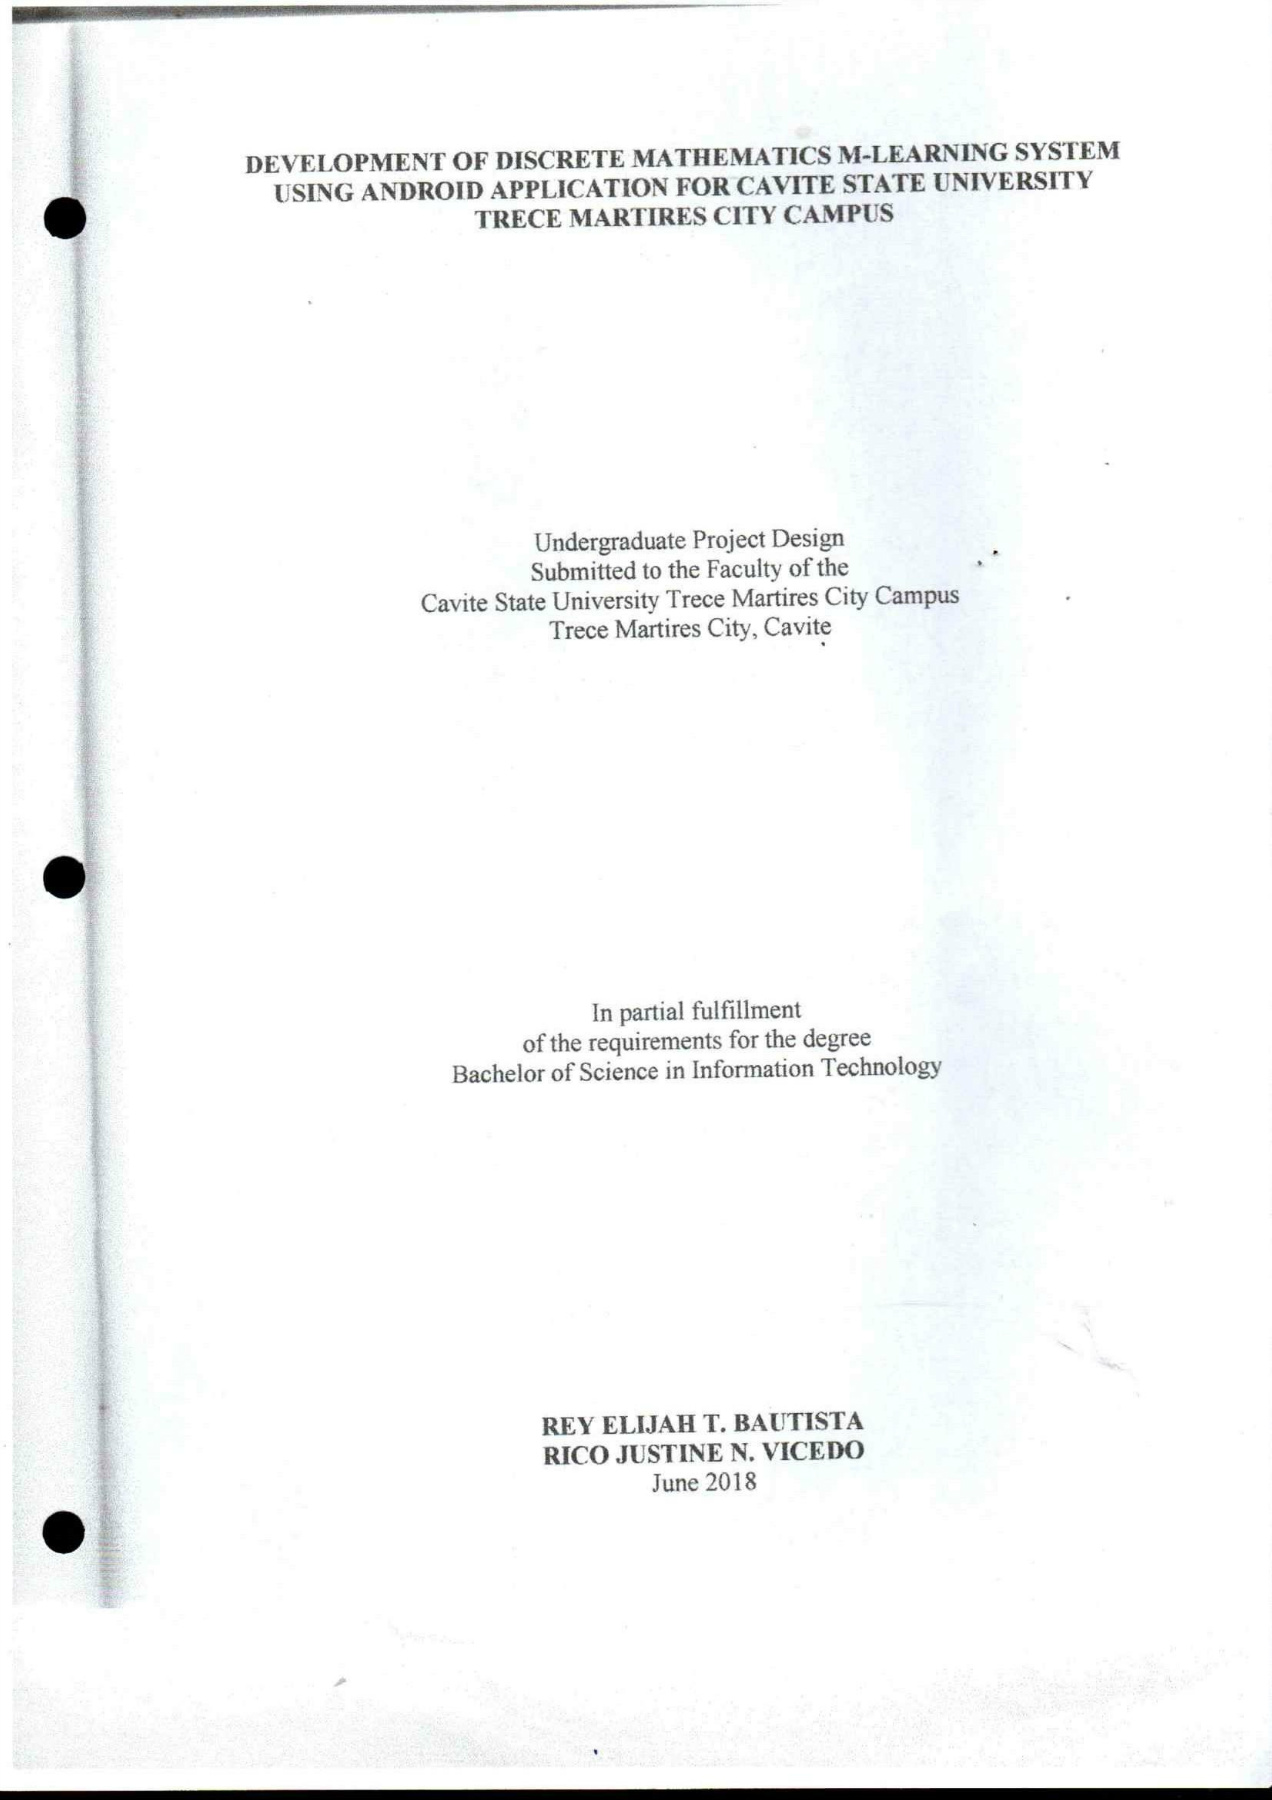 DEVELOPMENT OF DISCRETE MATHEMATICS M-LEARNING SYSTEM
USING ANDROID APPLICATION FOR CAVITE STATE UNIVERSITY
TRECE MARTIRES CITY CAMPUS
Undergraduate Project Design
Submitted to the Faculty of the
Cavite State University Trece Martires City Campus
Trece Martires City, Cavite
In partial fulfillment
of the requirements for the degree
Bachelor of Science in Information Technology
REY ELIJAH T. BAUTISTA
RICO JUSTINE N. VICEDO
June 2018